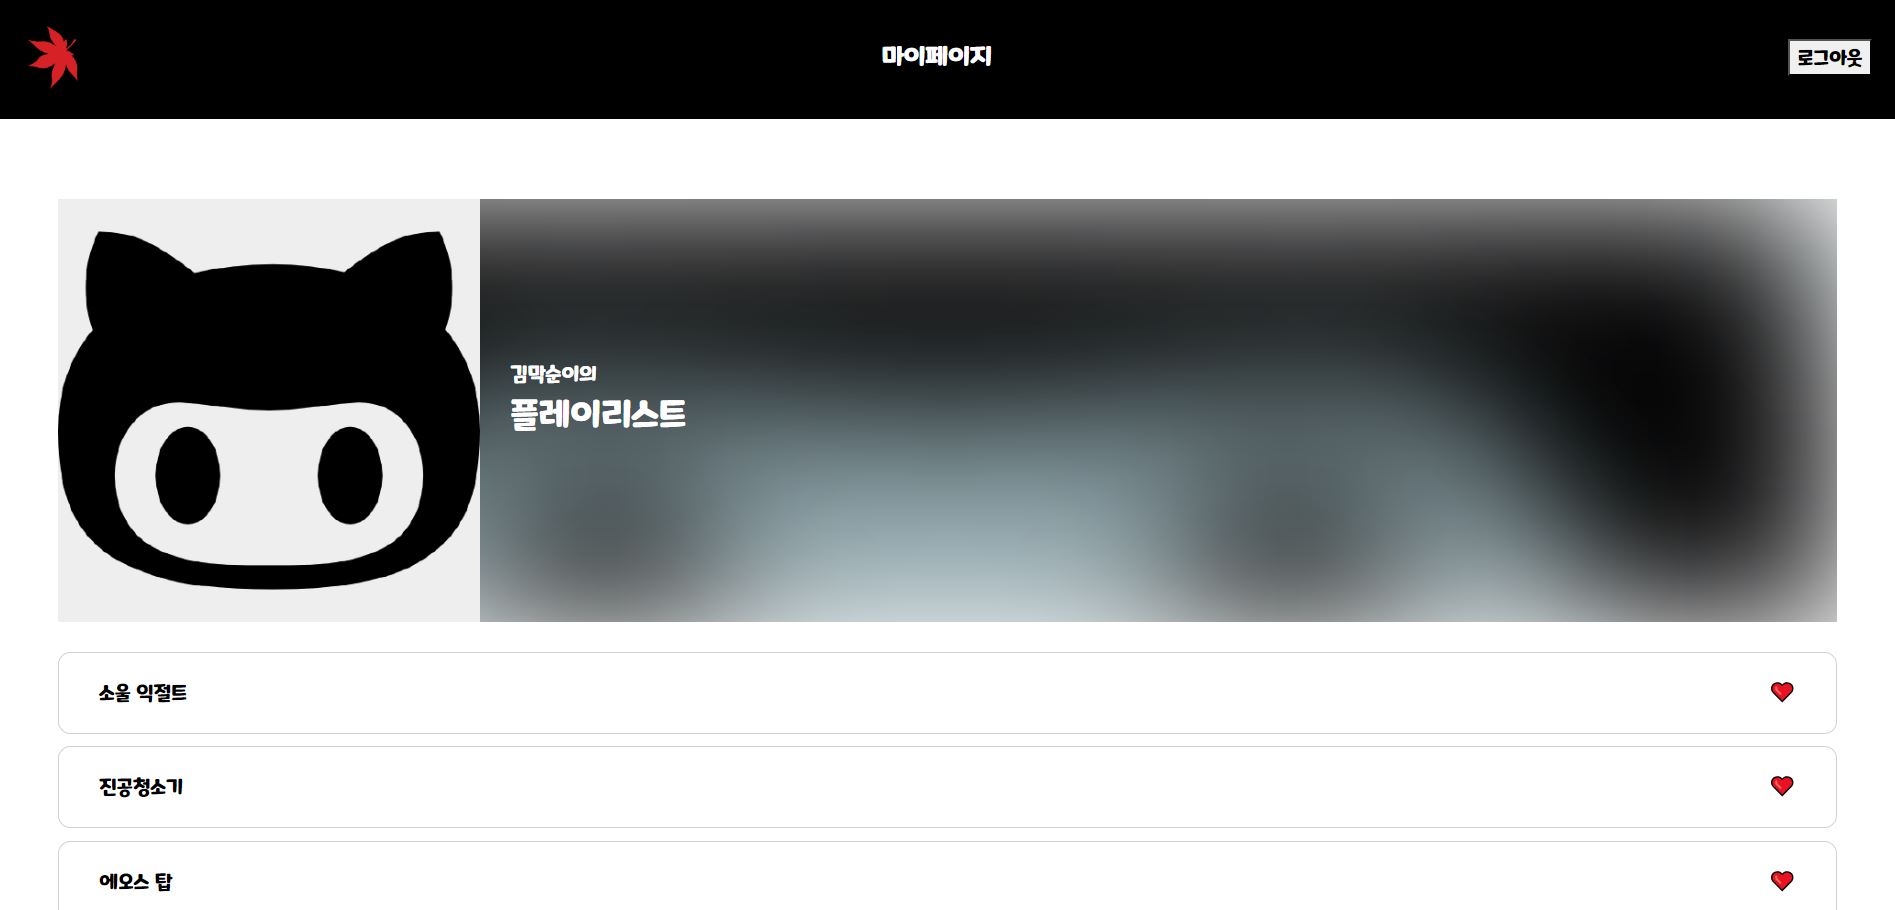 마이페이지
로그아웃
김막순이의
플레이리스트
소울 익절트
진공청소기
에오스 탑